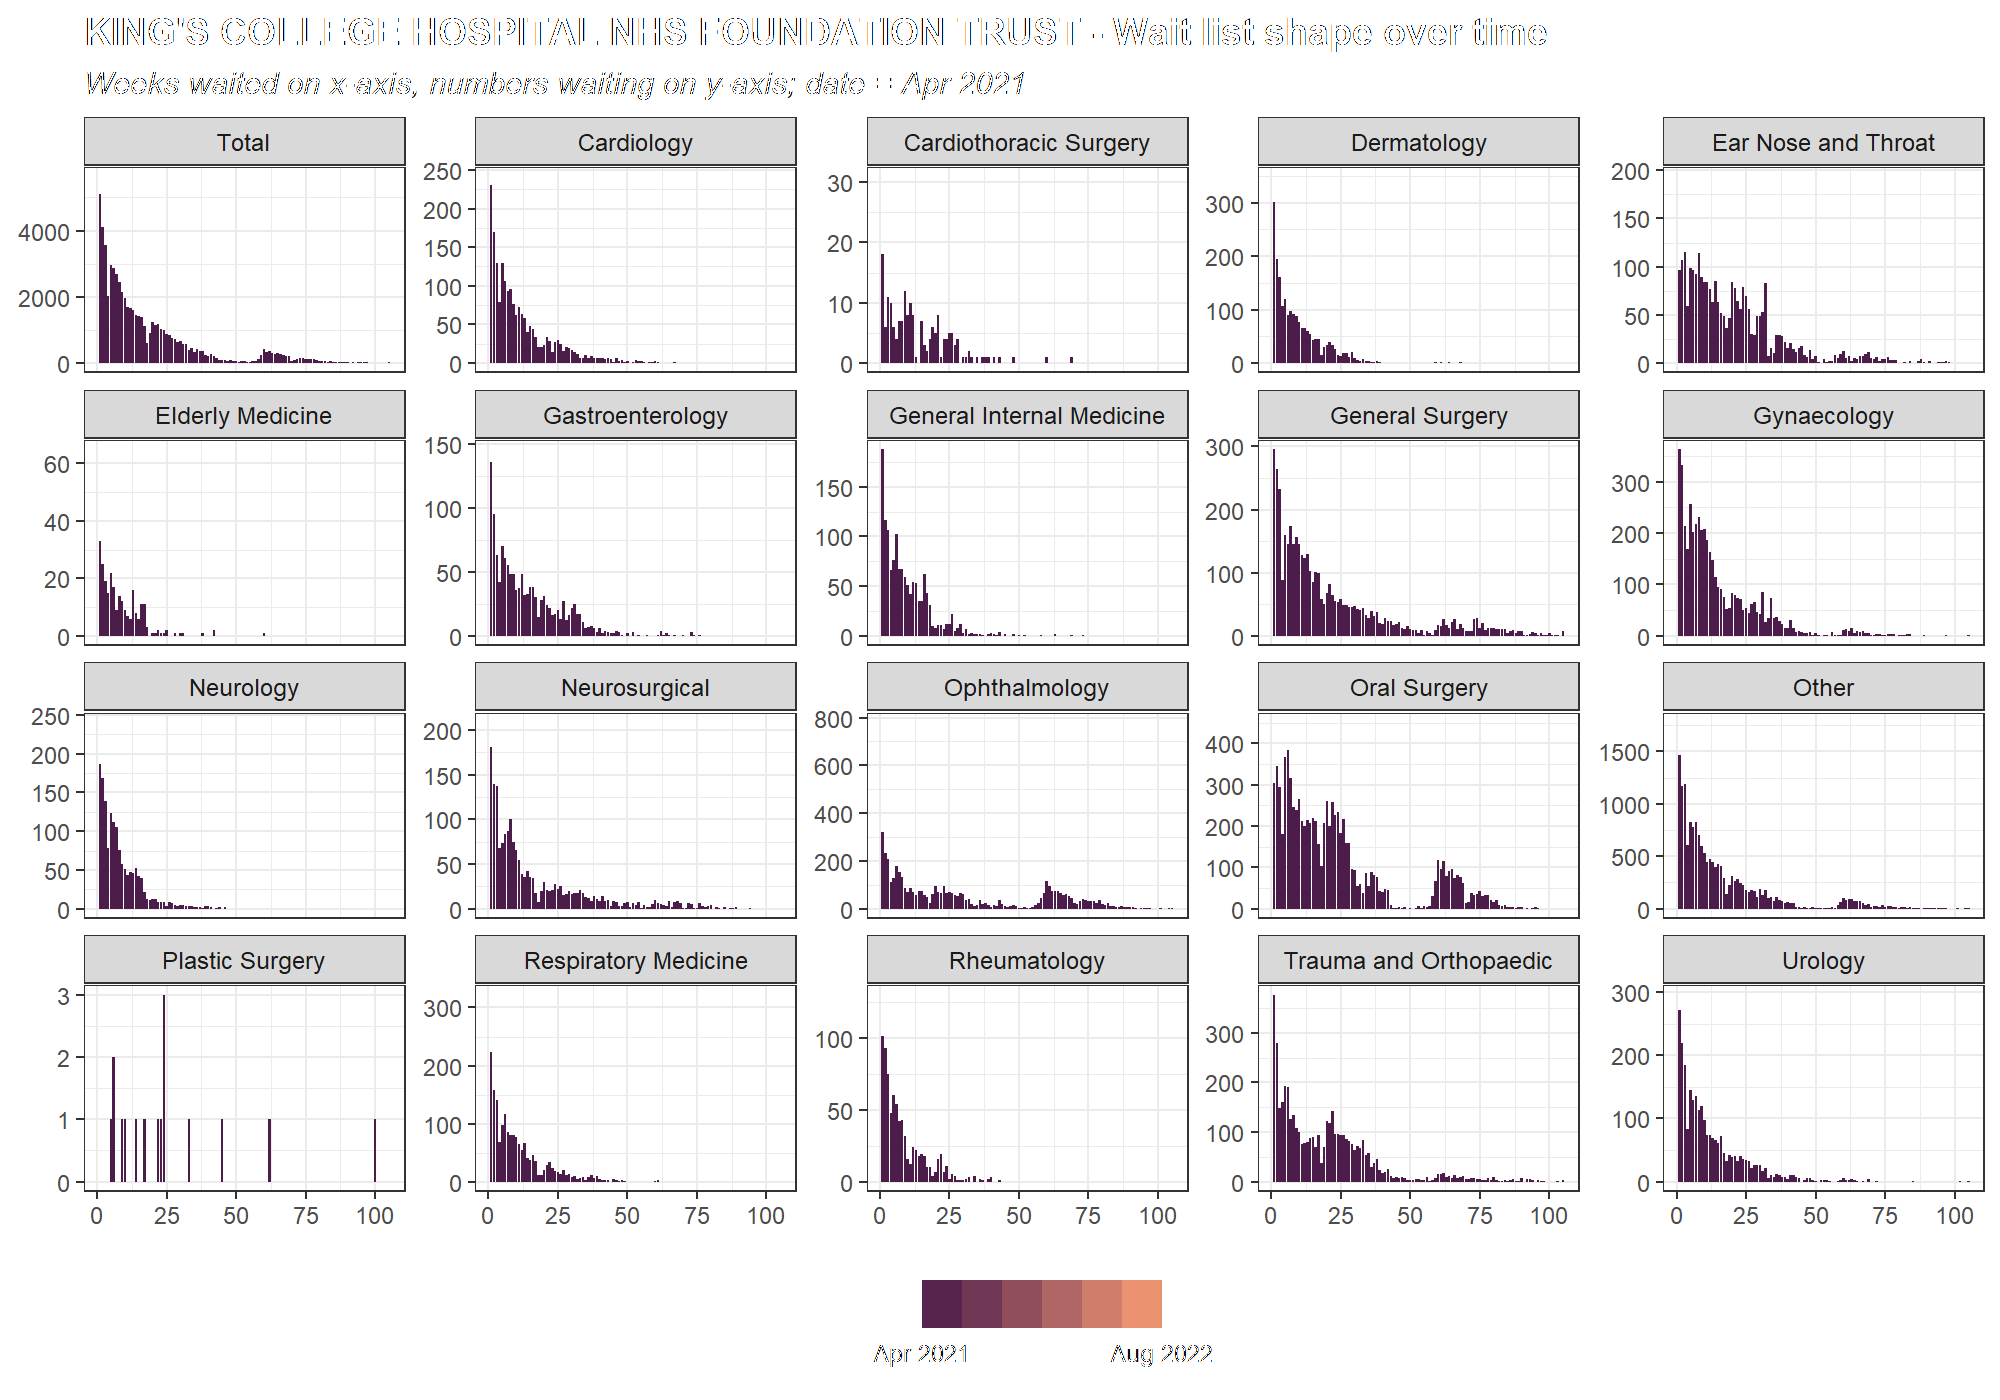 KING'S COLLEGE HOSPITAL NHS FOUNDATION TRUST - Wait list shape over time
Weeks waited on x-axis, numbers waiting on y-axis; date = Apr 2021
Total Cardiology Cardiothoracic Surgery Dermatology Ear Nose and Throat
4000 2000 0
250 200 150 100 50 0
30 20 10 0
300 200 100 0
200 150 100 50 0
Elderly Medicine Gastroenterology General Internal Medicine General Surgery Gynaecology
60 40 20 0
150 100 50 0
150 100 50 0
300 200 100 0
300 200 100 0
Neurology Neurosurgical Ophthalmology Oral Surgery Other
250 200 150 100 50 0
200 150 100 50 0
800 600 400 200 0
400 300 200 100 0
1500 1000 500 0
Plastic Surgery Respiratory Medicine Rheumatology Trauma and Orthopaedic Urology
3 2 1 0
300 200 100 0
100 50 0
300 200 100 0
300 200 100 0
0 25 50 75 100 0 25 50 75 100 0 25 50 75 100 0 25 50 75 100 0 25 50 75 100
Apr 2021 Aug 2022